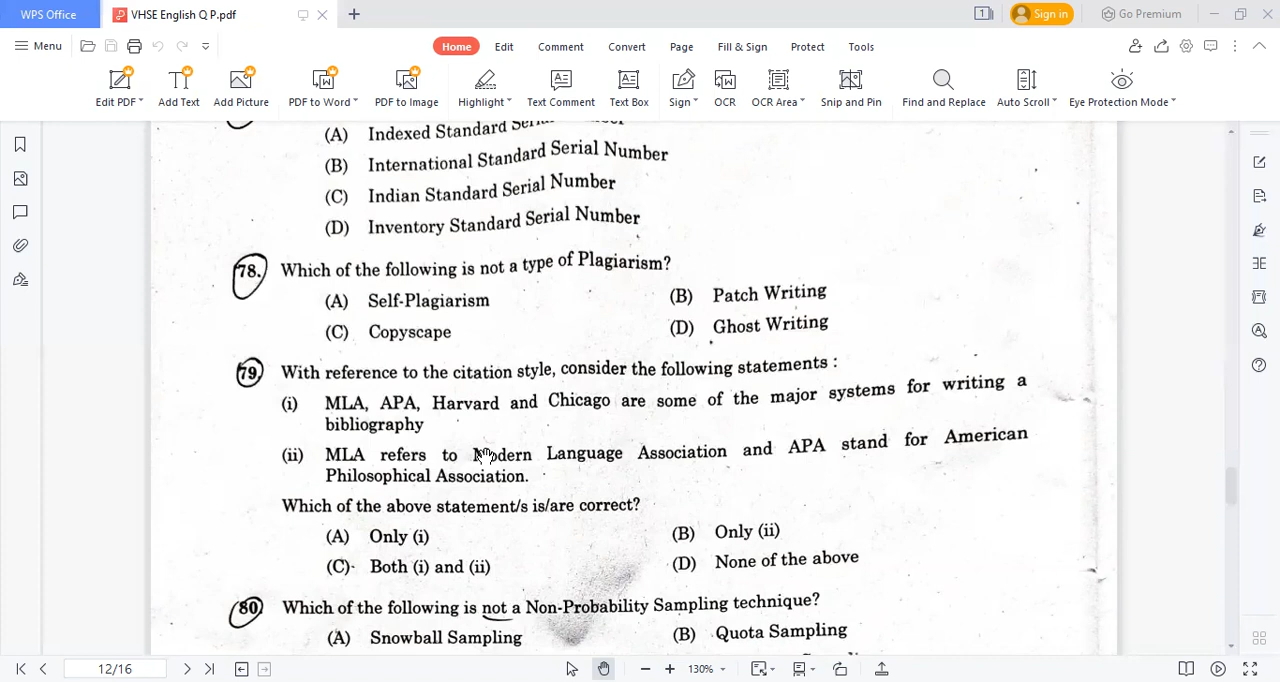 WPS Office
VHSE English Q P.pdf
Sign in
Go Premium
Menu
Home Edit Comment Convert Page Fill & Sign Protect Tools
Edit PDF Add Text Add Picture PDF to Word PDF to Image Highlight Text Comment Text Box Sign OCR OCR Area Snip and Pin Find and Replace Auto Scroll Eye Protection Mode
(A) Indexed Standard Serial Number
(B) International Standard Serial Number
(C) Indian Standard Serial Number
(D) Inventory Standard Serial Number
78. Which of the following is not a type of Plagiarism?
(A) Self-Plagiarism (B) Patch Writing
(C) Copyscape (D) Ghost Writing
79. With reference to the citation style, consider the following statements :
(i) MLA, APA, Harvard and Chicago are some of the major systems for writing a
bibliography
(ii) MLA refers to Modern Language Association and APA stand for American
Philosophical Association.
Which of the above statement/s is/are correct?
(A) Only (i) (B) Only (ii)
(C) Both (i) and (ii) (D) None of the above
80. Which of the following is not a Non-Probability Sampling technique?
(A) Snowball Sampling (B) Quota Sampling
12/16
130%